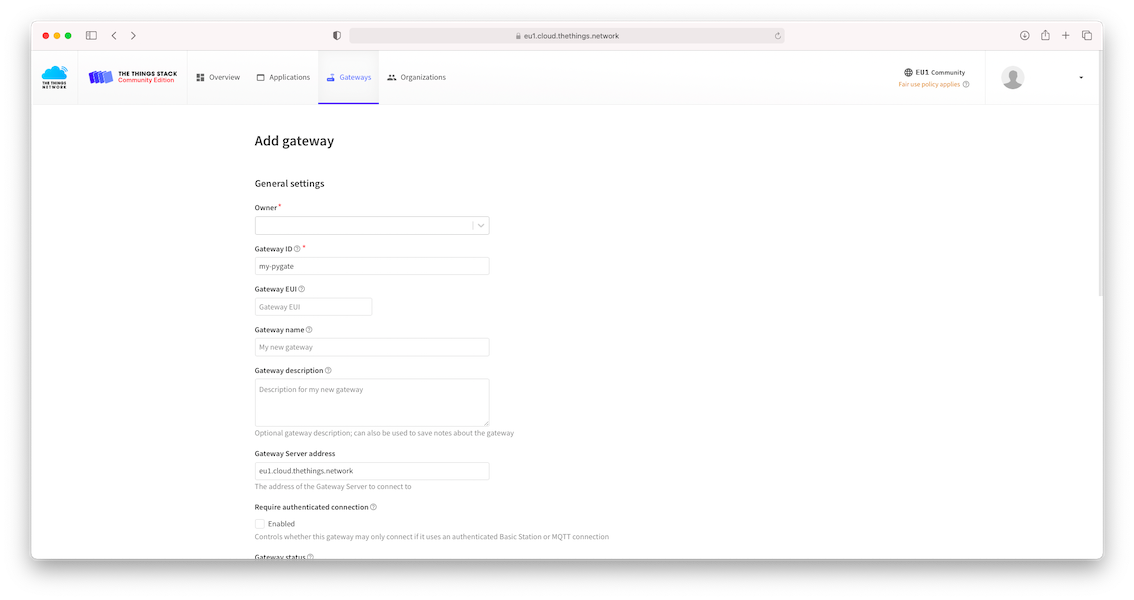 eu1.cloud.thethings.network
THE THINGS NETWORK
THE THINGS STACK
Community Edition
Overview
Applications
Gateways
Organizations
EU1 Community
Fair use policy applies
Add gateway
General settings
Owner*
Gateway ID *
my-pygate
Gateway EUI
Gateway EUI
Gateway name
My new gateway
Gateway description
Description for my new gateway
Optional gateway description; can also be used to save notes about the gateway
Gateway Server address
eu1.cloud.thethings.network
The address of the Gateway Server to connect to
Require authenticated connection
Enabled
Controls whether this gateway may only connect if it uses an authenticated Basic Station or MQTT connection
Gateway status